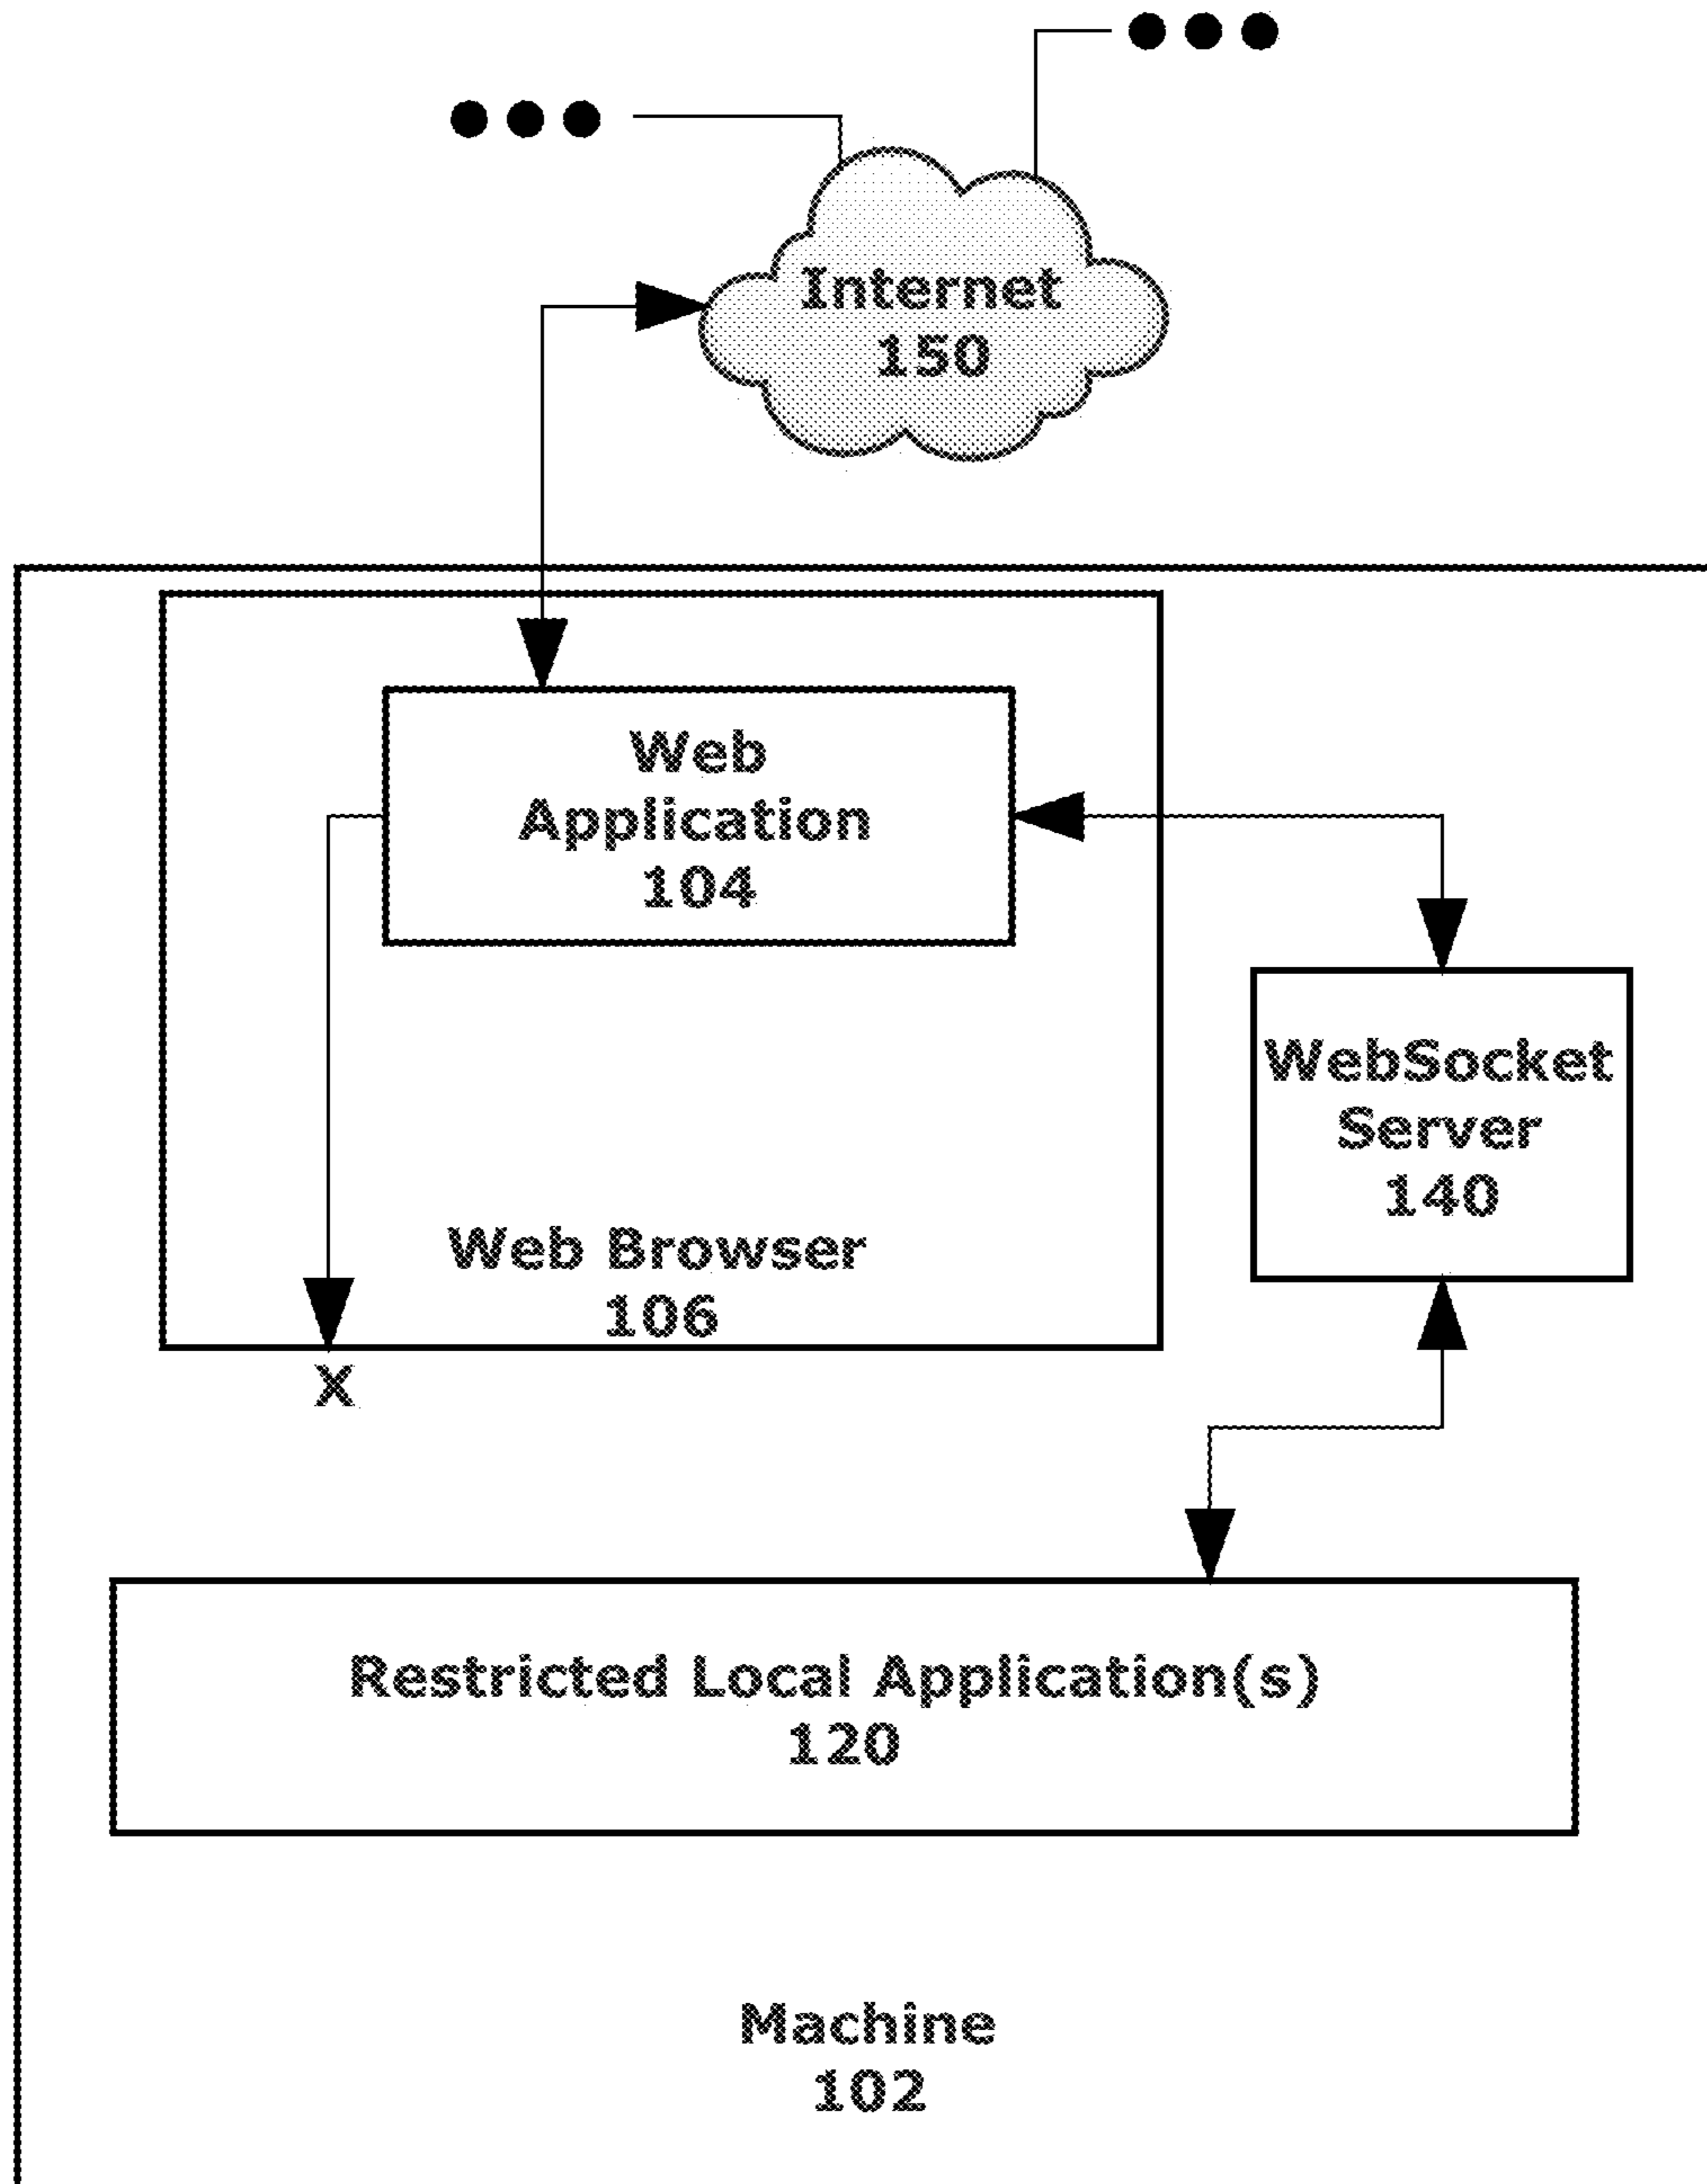 Internet
150
Web
Application
104
WebSocket
Server
140
Web Browser
106
X
Restricted Local Application(s)
120
Machine
102